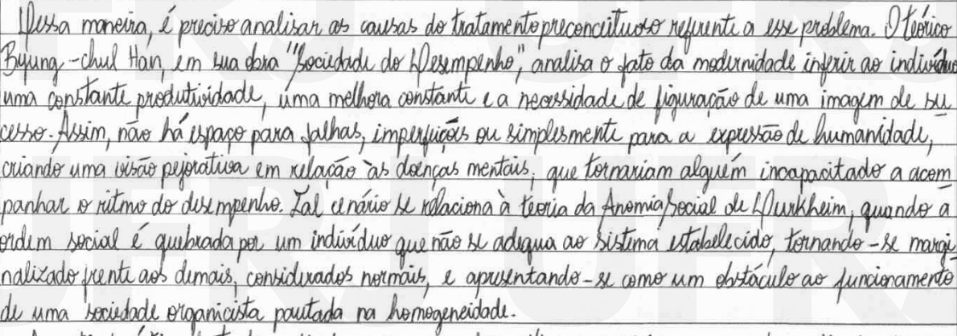 Dessa maneira, é preciso analisar as causas do tratamento preconceituoso referente a esse problema. O teórico
Byung-chul Han, em sua obra "Sociedade do Desempenho", analisa o fato da modernidade inferir ao indivíduo
uma constante produtividade, uma melhora constante e a necessidade de figuração de uma imagem de su
cesso. Assim, não há espaço para falhas, imperfeições ou simplesmente para a expressão de humanidade,
criando uma visão pejorativa em relação às doenças mentais, que tornariam alguém incapacitado a acom
panhar o ritmo do desempenho. Tal cenário se relaciona à teoria da Anomia Social de Durkheim, quando a
ordem social é quebrada por um indivíduo que não se adequa ao sistema estabelecido, tornando-se margi
nalizado frente aos demais, considerados normais, e apresentando-se como um obstáculo ao funcionamento
de uma sociedade organicista pautada na homogeneidade.